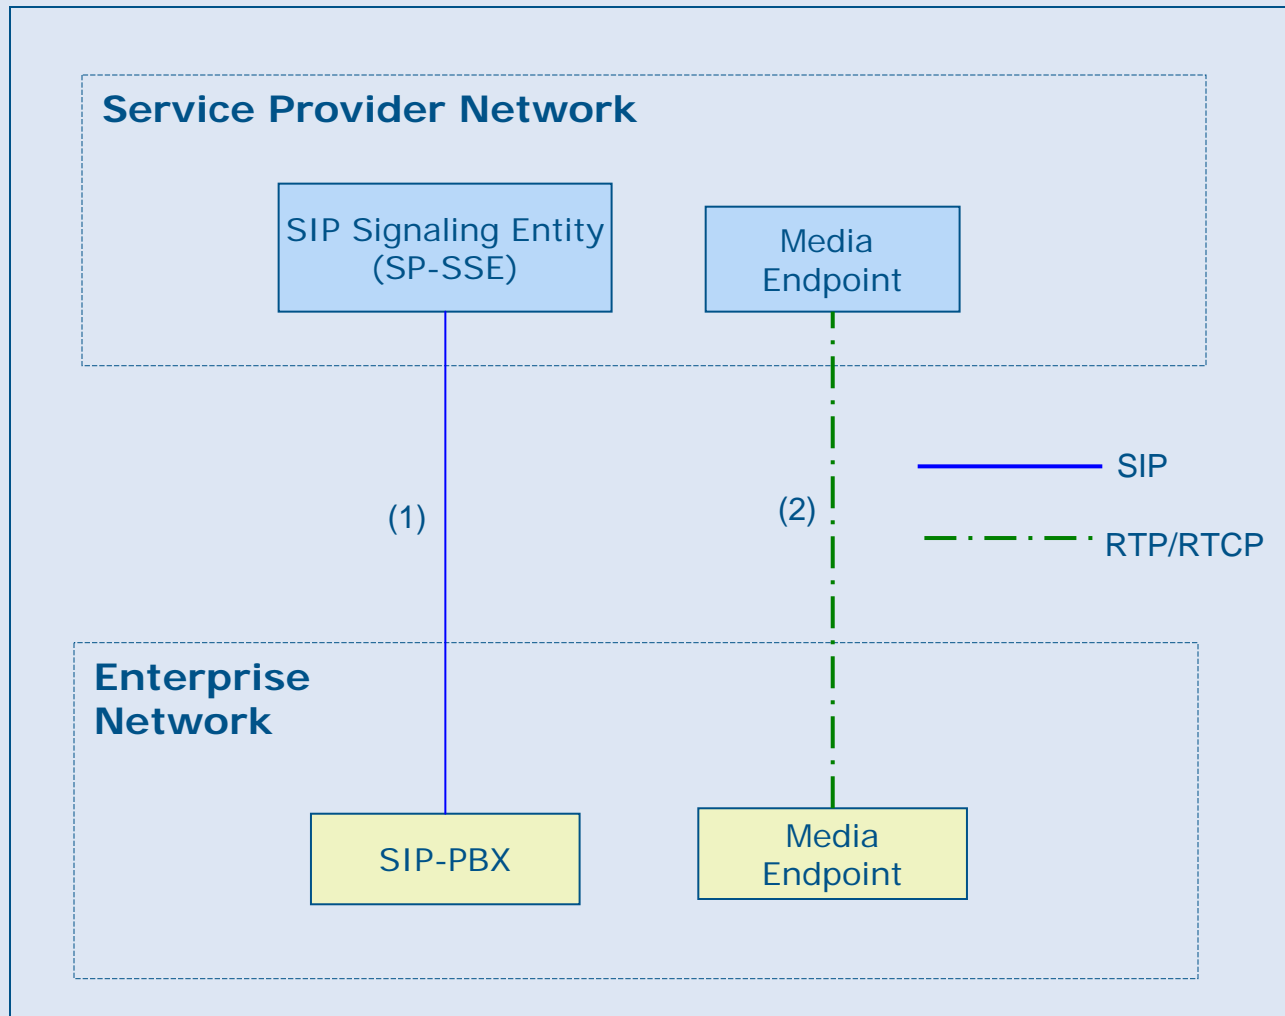 Service Provider Network
SIP Signaling Entity
(SP-SSE)
Media
Endpoint
SIP
(1)
(2)
RTP/RTCP
Enterprise
Network
SIP-PBX
Media
Endpoint